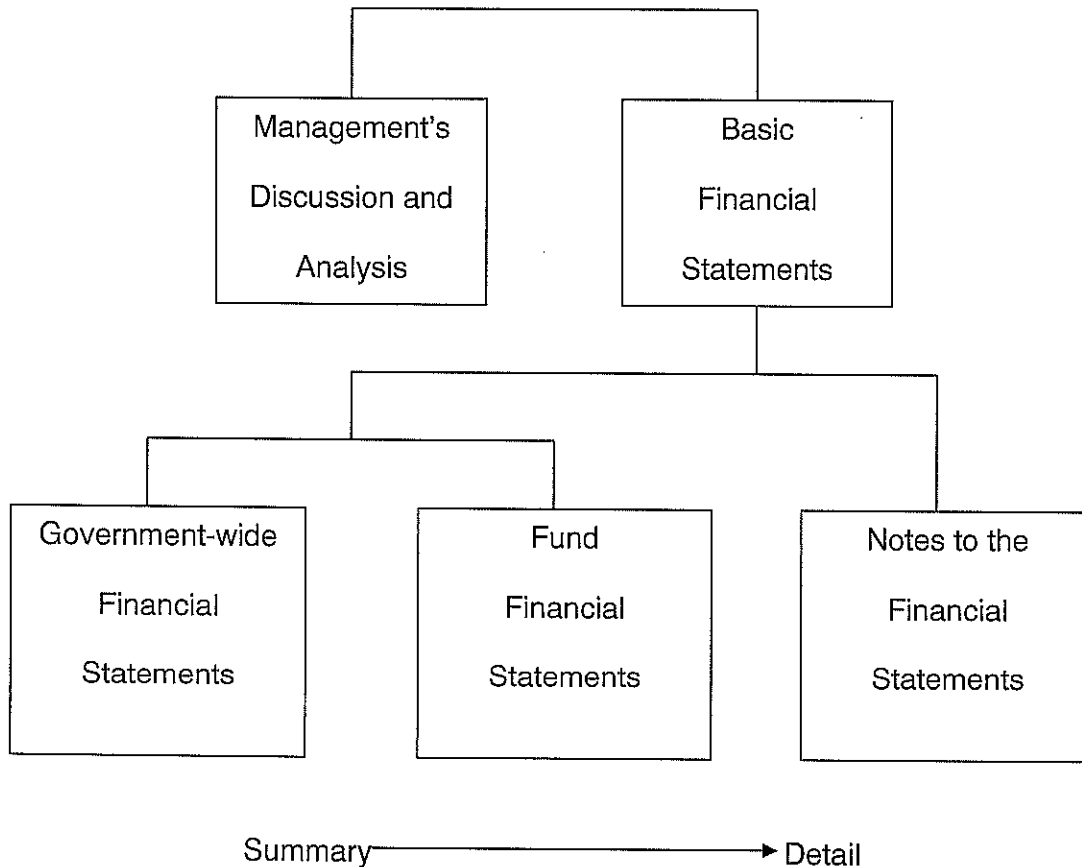 Management's
Discussion and
Analysis
Basic
Financial
Statements
Government-wide
Financial
Statements
Fund
Financial
Statements
Notes to the
Financial
Statements
Summary
Detail